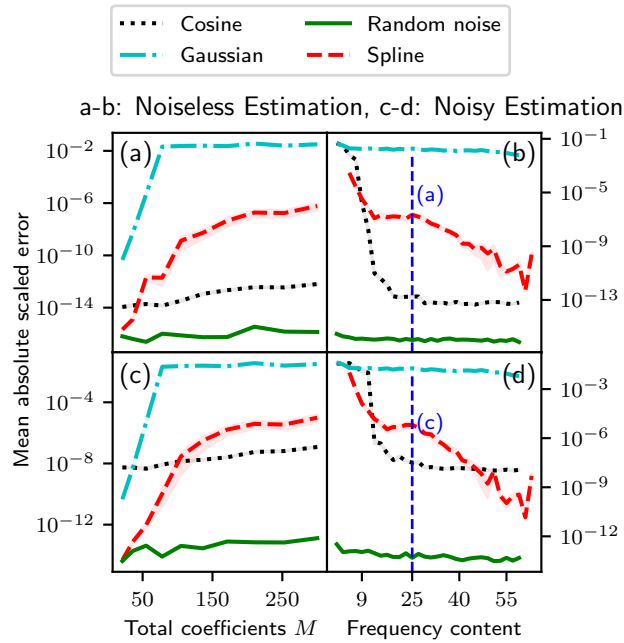 Cosine
Random noise
Gaussian
Spline
a-b: Noiseless Estimation, c-d: Noisy Estimation
Mean absolute scaled error
(a)
10⁻²
10⁻⁶
10⁻¹⁰
10⁻¹⁴
(b)
(a)
10⁻¹
10⁻⁵
10⁻⁹
10⁻¹³
(c)
10⁻⁴
10⁻⁸
10⁻¹²
50
150
250
Total coefficients M
(d)
(c)
10⁻³
10⁻⁶
10⁻⁹
10⁻¹²
9
25
40
55
Frequency content